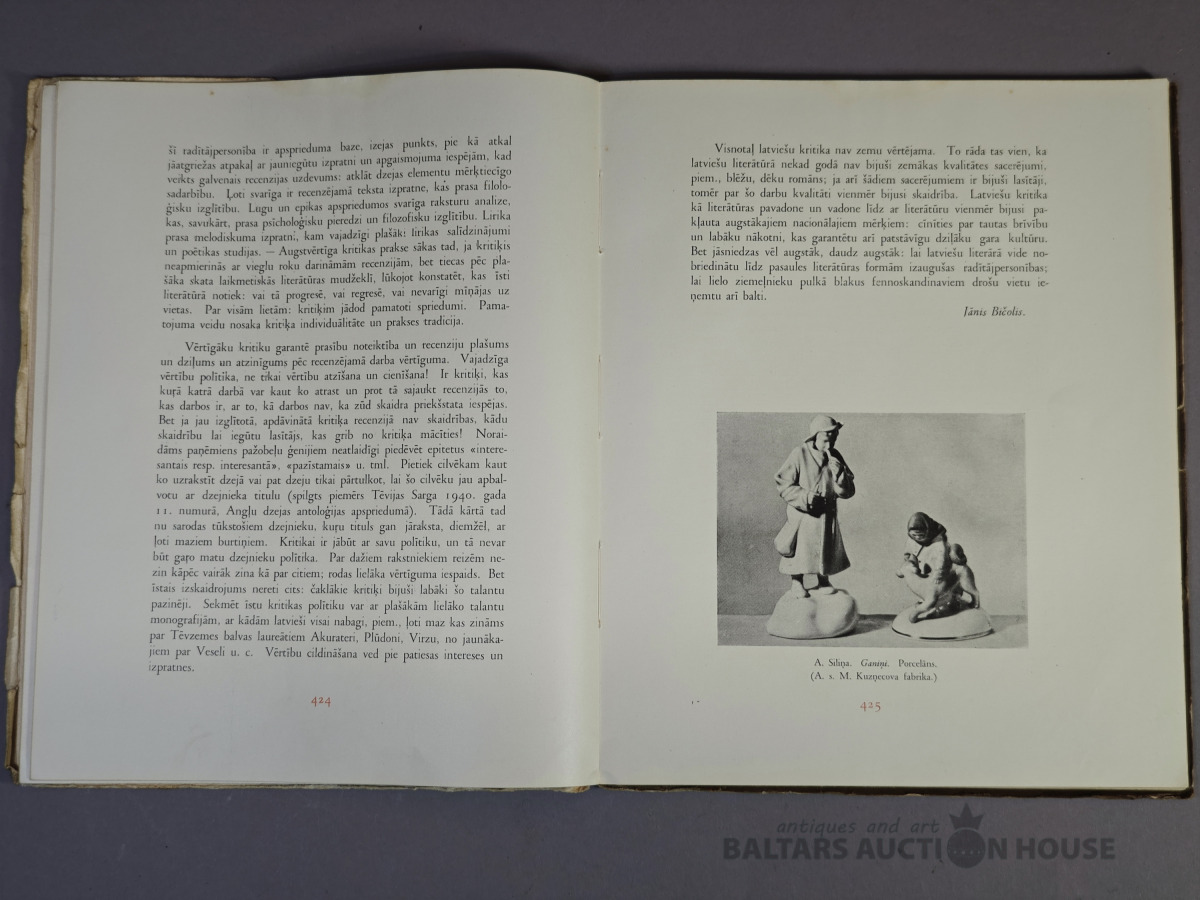 šī radītājpersonība ir apsprieduma baze, izejas punkts, pie kā atkal
jāatgriežas atpakaļ ar jauniegūtu izpratni un apgaismojuma iespējām, kad
veikts galvenais recenzijas uzdevums: atklāt dzejas elementu mērķtiecīgo
sadarbību. Ļoti svarīga ir recenzējamā teksta izpratne, kas prasa filolo-
ģisku izglītību. Lugu un epikas apspriedumos svarīga raksturu analize,
kas, savukārt, prasa psīcholoģisku pieredzi un filozofisku izglītību. Lirika
prasa melodiskuma izpratni, kam vajadzīgi plašāki lirikas salīdzinājumi
un poētikas studijas. — Augstvērtīga kritikas prakse sākas tad, ja kritiķis
neapmierinās ar vieglu roku darināmām recenzijām, bet tiecas pēc pla-
šāka skata laikmetiskās literātūras mudžeklī, lūkojot konstatēt, kas īsti
literātūrā notiek: vai tā progresē, vai regresē, vai nevarīgi mīņājas uz
vietas. Par visām lietām: kritiķim jādod pamatoti spriedumi. Pama-
tojuma veidu nosaka kritiķa individuālitāte un prakses tradicija.
Vērtīgāku kritiku garantē prasību noteiktība un recenziju plašums
un dziļums un atzinīgums pēc recenzējamā darba vērtīguma. Vajadzīga
vērtību polītika, ne tikai vērtību atzīšana un cienīšana! Ir kritiķi, kas
kuŗā katrā darbā var kaut ko atrast un prot tā sajaukt recenzijās to,
kas darbos ir, ar to, kā darbos nav, ka zūd skaidra priekšstata iespējas.
Bet ja jau izglītotā, apdāvinātā kritiķa recenzijā nav skaidrības, kādu
skaidrību lai iegūtu lasītājs, kas grib no kritiķa mācīties! Norai-
dāms paņēmiens pažobeļu ģenijiem neatlaidīgi piedēvēt epitetus «intere-
santais resp. interesantā», «pazīstamais» u. tml. Pietiek cilvēkam kaut
ko uzrakstīt dzejā vai pat dzeju tikai pārtulkot, lai šo cilvēku jau apbal-
votu ar dzejnieka titulu (spilgts piemērs Tēvijas Sarga 1940. gada
11. numurā, Angļu dzejas antoloģijas apspriedumā). Tādā kārtā tad
nu sarodas tūkstošiem dzejnieku, kuŗu tituls gan jāraksta, diemžēl, ar
ļoti maziem burtiņiem. Kritikai ir jābūt ar savu polītiku, un tā nevar
būt gaŗo matu dzejnieku polītika. Par dažiem rakstniekiem reizēm ne-
zin kāpēc vairāk zina kā par citiem; rodas lielāka vērtīguma iespaids. Bet
īstais izskaidrojums nereti cits: čaklākie kritiķi bijuši labāki šo talantu
pazinēji. Sekmēt īstu kritikas polītiku var ar plašākām lielāko talantu
monografijām, ar kādām latvieši visai nabagi, piem., ļoti maz kas zināms
par Tēvzemes balvas laureātiem Akurateri, Plūdoni, Virzu, no jaunāka-
jiem par Veseli u. c. Vērtību cildināšana ved pie patiesas intereses un
izpratnes.
424
Visnotaļ latviešu kritika nav zemu vērtējama. To rāda tas vien, ka
latviešu literātūrā nekad godā nav bijuši zemākas kvalitātes sacerējumi,
piem., blēžu, dēku romāns; ja arī šādiem sacerējumiem ir bijuši lasītāji,
tomēr par šo darbu kvalitāti vienmēr bijusi skaidrība. Latviešu kritika
kā literātūras pavadone un vadone līdz ar literātūru vienmēr bijusi pa-
kļauta augstākajiem nacionālajiem mērķiem: cīnīties par tautas brīvību
un labāku nākotni, kas garantētu arī patstāvīgu dziļāku gara kultūru.
Bet jāsniedzas vēl augstāk, daudz augstāk: lai latviešu literārā vide no-
briedinātu līdz pasaules literātūras formām izaugušas radītājpersonības;
lai lielo ziemeļnieku pulkā blakus fennoskandinaviem drošu vietu ie-
ņemtu arī balti.
Jānis Bičolis.
A. Siliņa. Ganiņi. Porcelāns.
(A. s. M. Kuzņecova fabrika.)
425
antiques and art
BALTARS AUCTION HOUSE